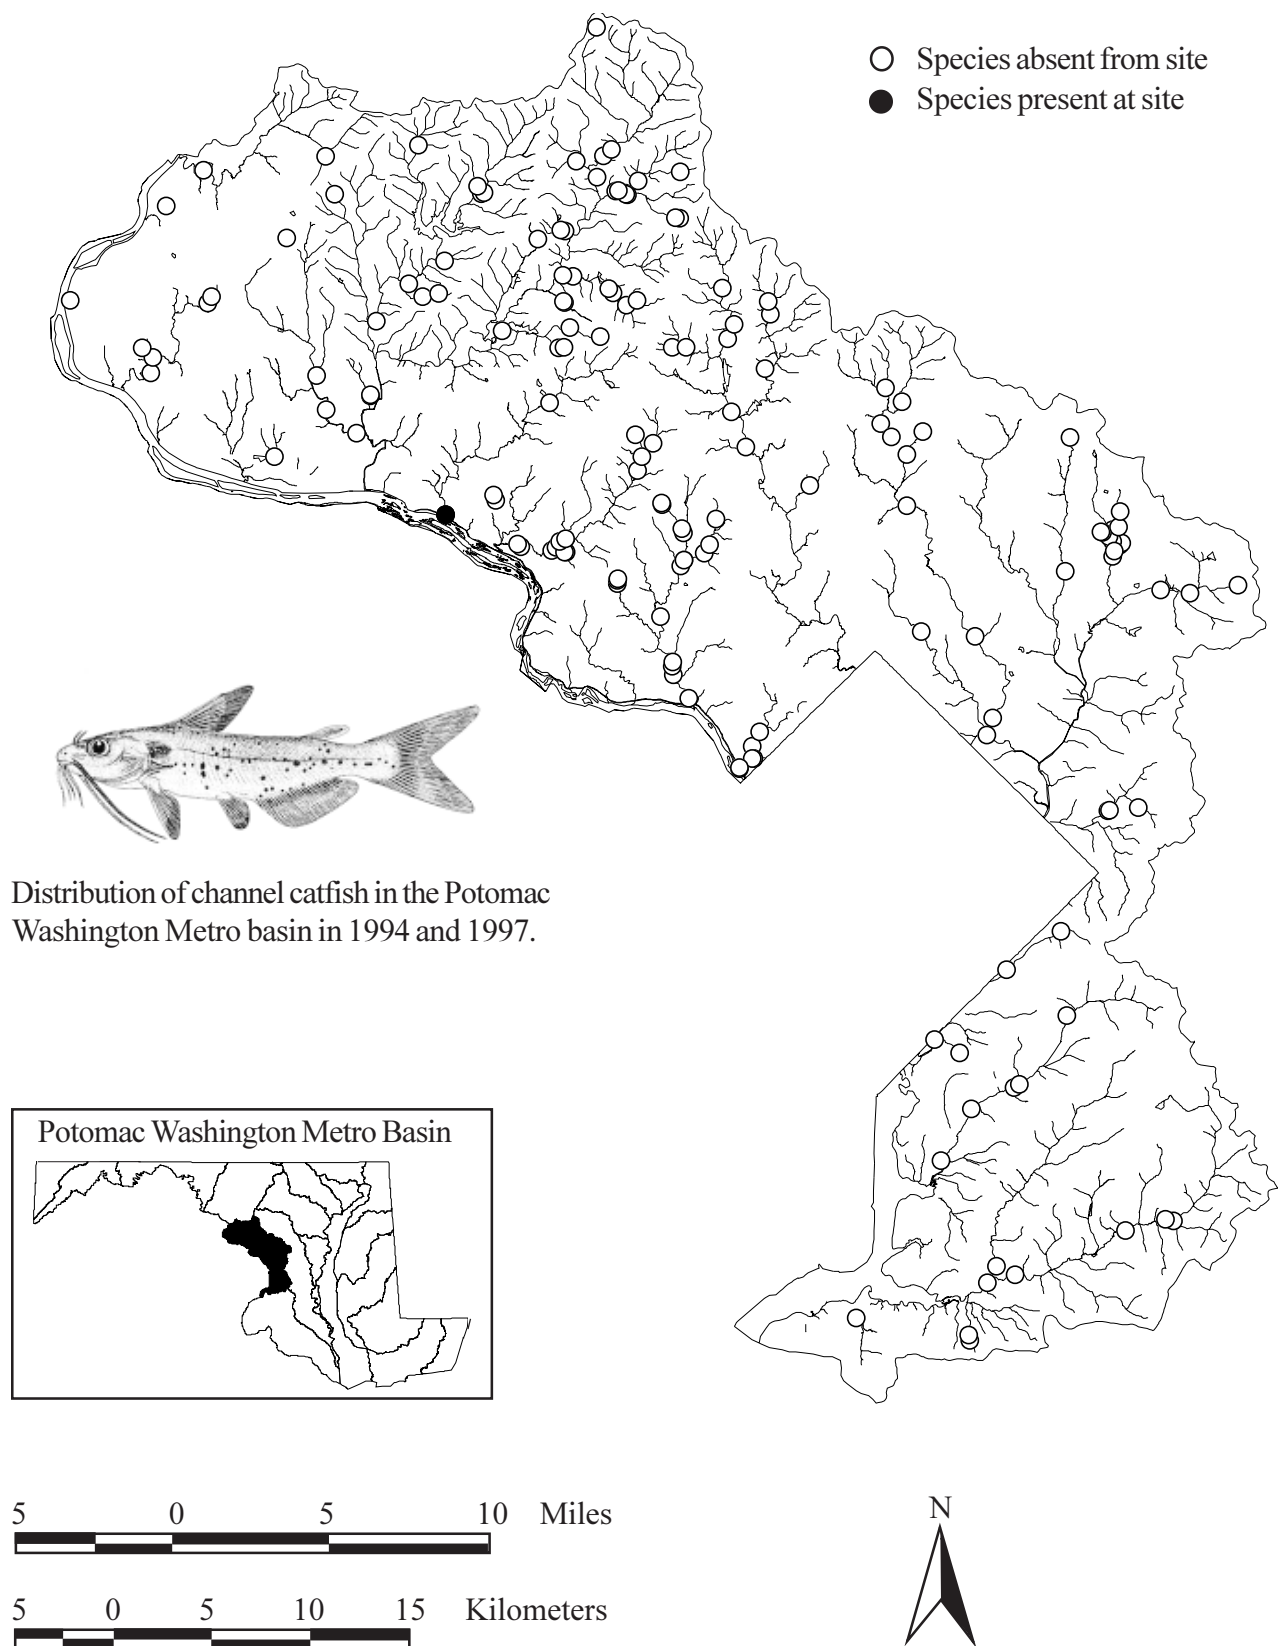 Species absent from site
Species present at site
Distribution of channel catfish in the Potomac
Washington Metro basin in 1994 and 1997.
Potomac Washington Metro Basin
5 0 5 10 Miles
N
5 0 5 10 15 Kilometers